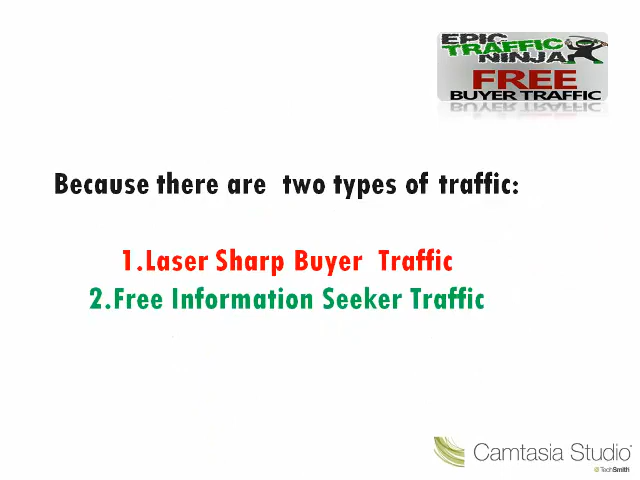 EPIC
TRAFFIC
NINJA
FREE
BUYER TRAFFIC
Because there are two types of traffic:
1.Laser Sharp Buyer Traffic
2.Free Information Seeker Traffic
Camtasia Studio
TechSmith